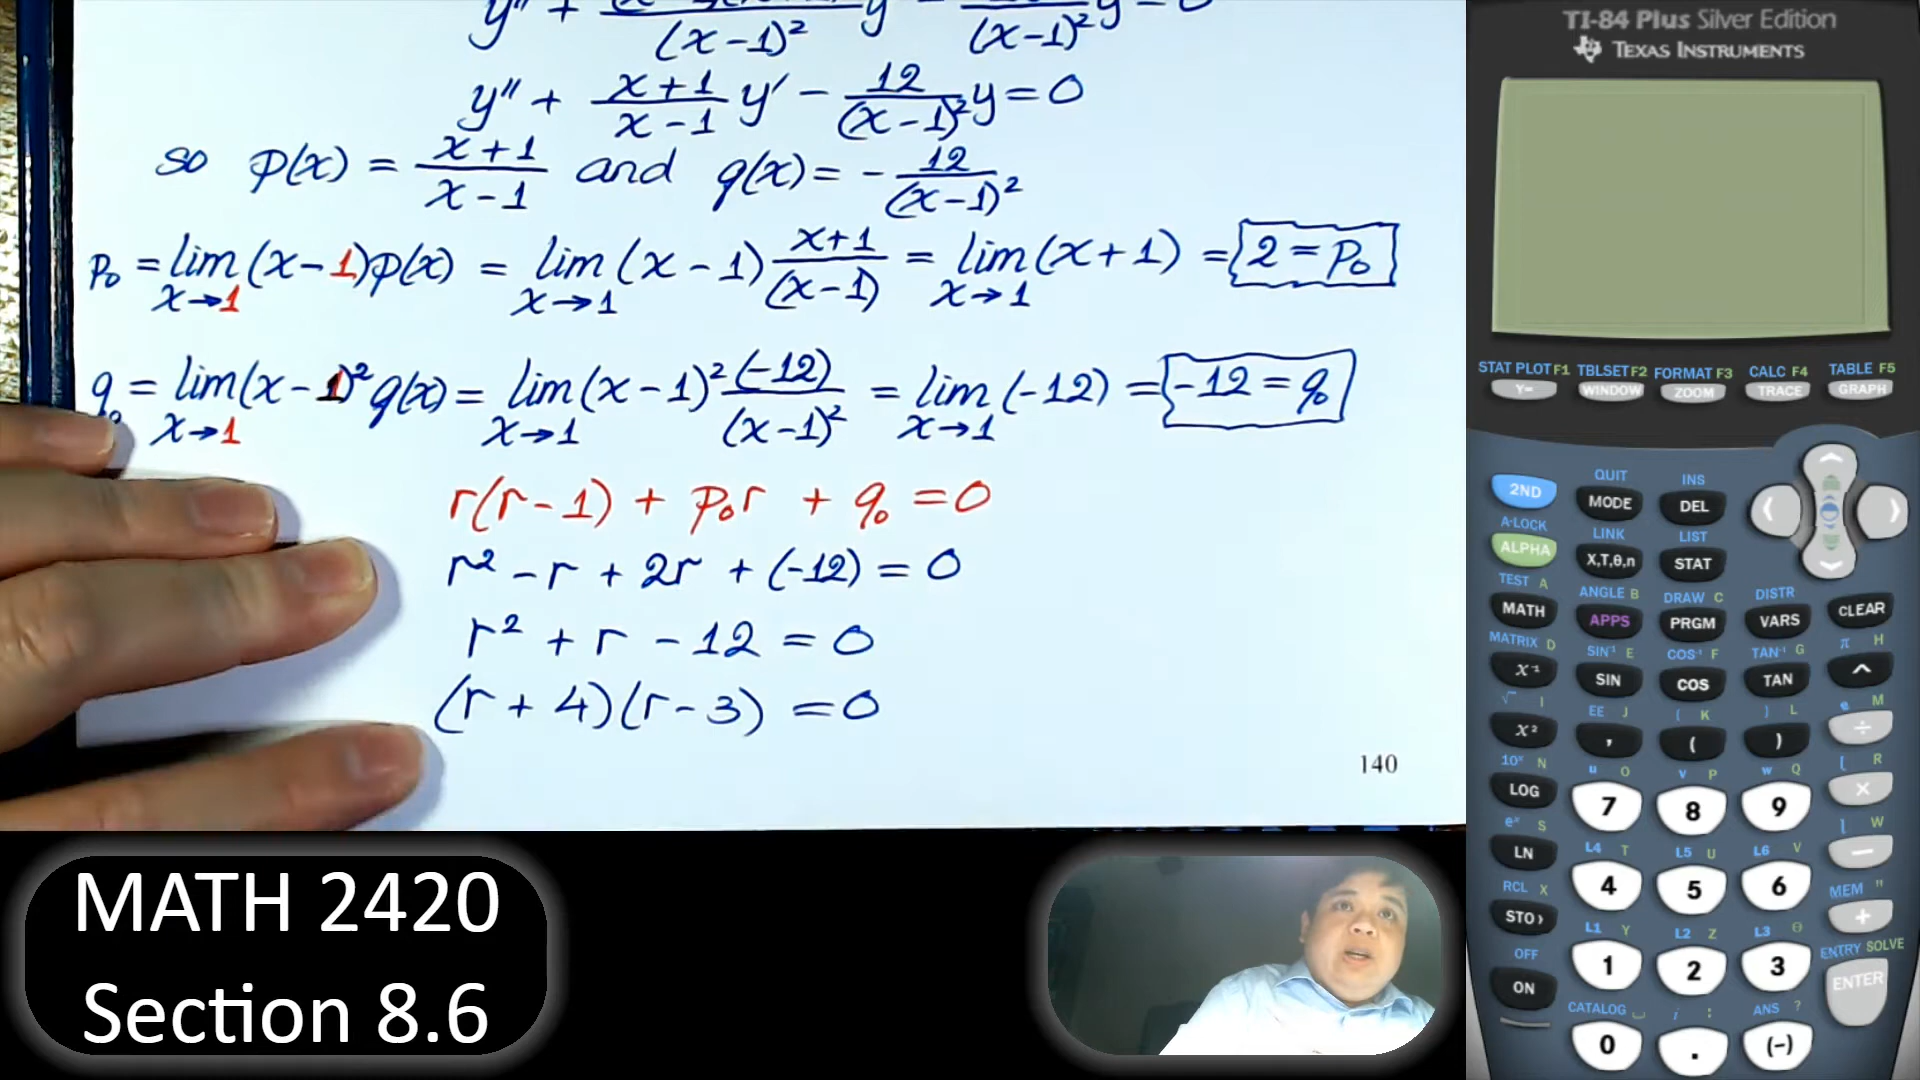 y'' + y' - y = 0
(x-1)² (x-1)²
y'' + (x+1)/(x-1) y' - 12/(x-1)² y = 0
so p(x) = (x+1)/(x-1) and q(x) = - 12/(x-1)²
p₀ = lim x→1 (x-1)p(x) = lim x→1 (x-1) (x+1)/(x-1) = lim x→1 (x+1) = 2 = p₀
q₀ = lim x→1 (x-1)² q(x) = lim x→1 (x-1)² (-12)/(x-1)² = lim x→1 (-12) = -12 = q₀
r(r-1) + p₀r + q₀ = 0
r² - r + 2r + (-12) = 0
r² + r - 12 = 0
(r+4)(r-3) = 0
140
MATH 2420
Section 8.6
TI-84 Plus Silver Edition
TEXAS INSTRUMENTS
STAT PLOT F1 TBLSET F2 FORMAT F3 CALC F4 TABLE F5
Y= WINDOW ZOOM TRACE GRAPH
QUIT INS
2ND MODE DEL
A-LOCK LINK LIST
ALPHA X,T,θ,n STAT
TEST A ANGLE B DRAW C DISTR
MATH APPS PRGM VARS CLEAR
MATRIX D SIN⁻¹ E COS⁻¹ F TAN⁻¹ G π H
x⁻¹ SIN COS TAN ^
√ I EE J { K } L e M
x² , ( ) ÷
10ˣ N u O v P w Q [ R
LOG 7 8 9 ×
eˣ S L4 T L5 U L6 V ] W
LN 4 5 6 −
RCL X L1 Y L2 Z L3 θ MEM "
STO› 1 2 3 +
OFF CATALOG ⎵ i : ANS ? ENTRY SOLVE
ON 0 . (−) ENTER